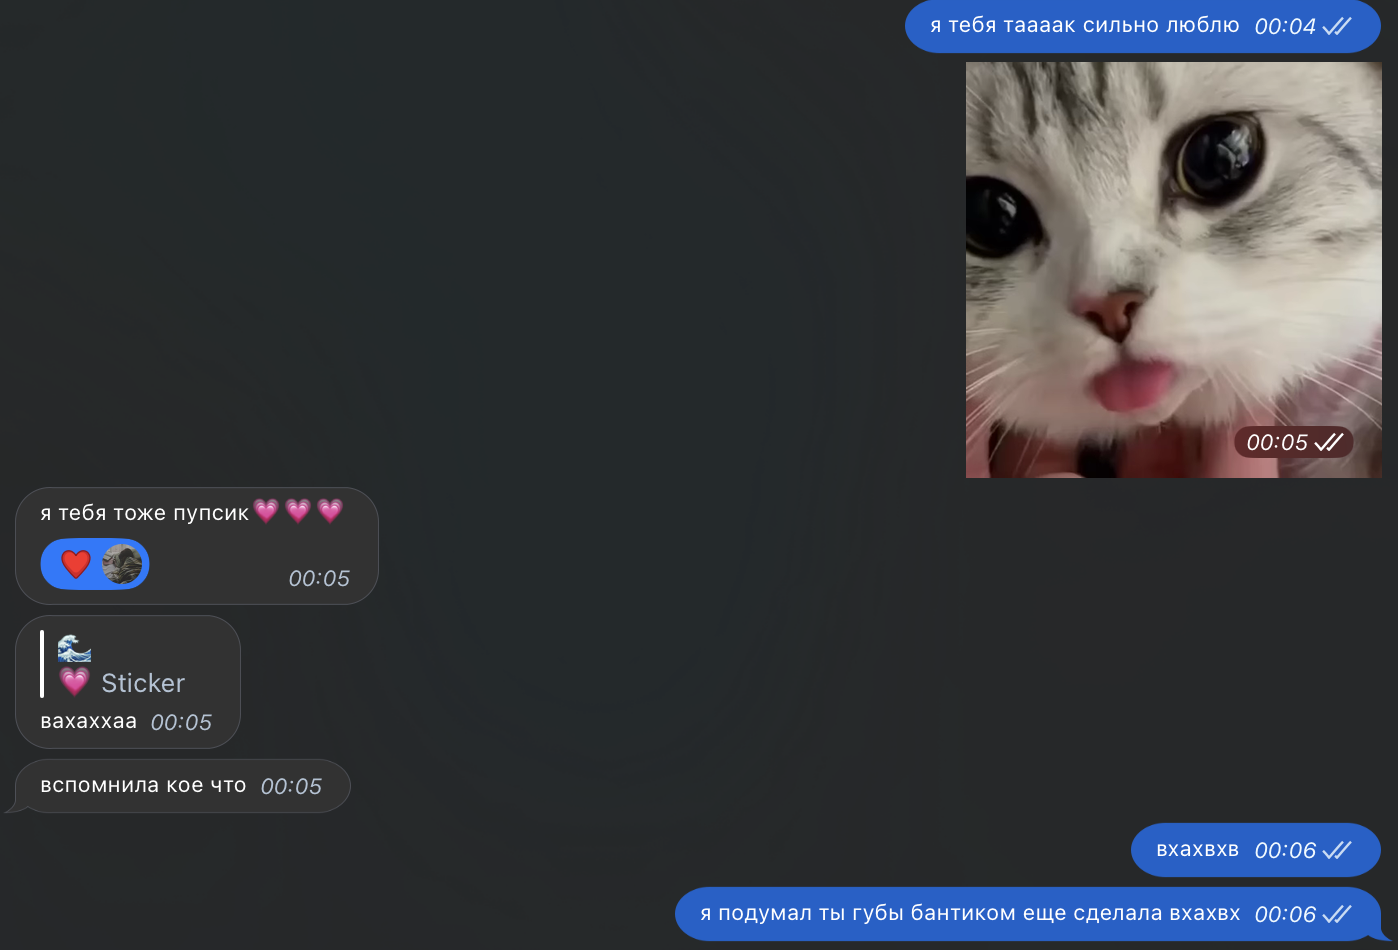 я тебя таааак сильно люблю 00:04
00:05
я тебя тоже пупсик💗💗💗
❤️ 00:05
🌊
💗 Sticker
вахаххаа 00:05
вспомнила кое что 00:05
вхахвхв 00:06
я подумал ты губы бантиком еще сделала вхахвх 00:06